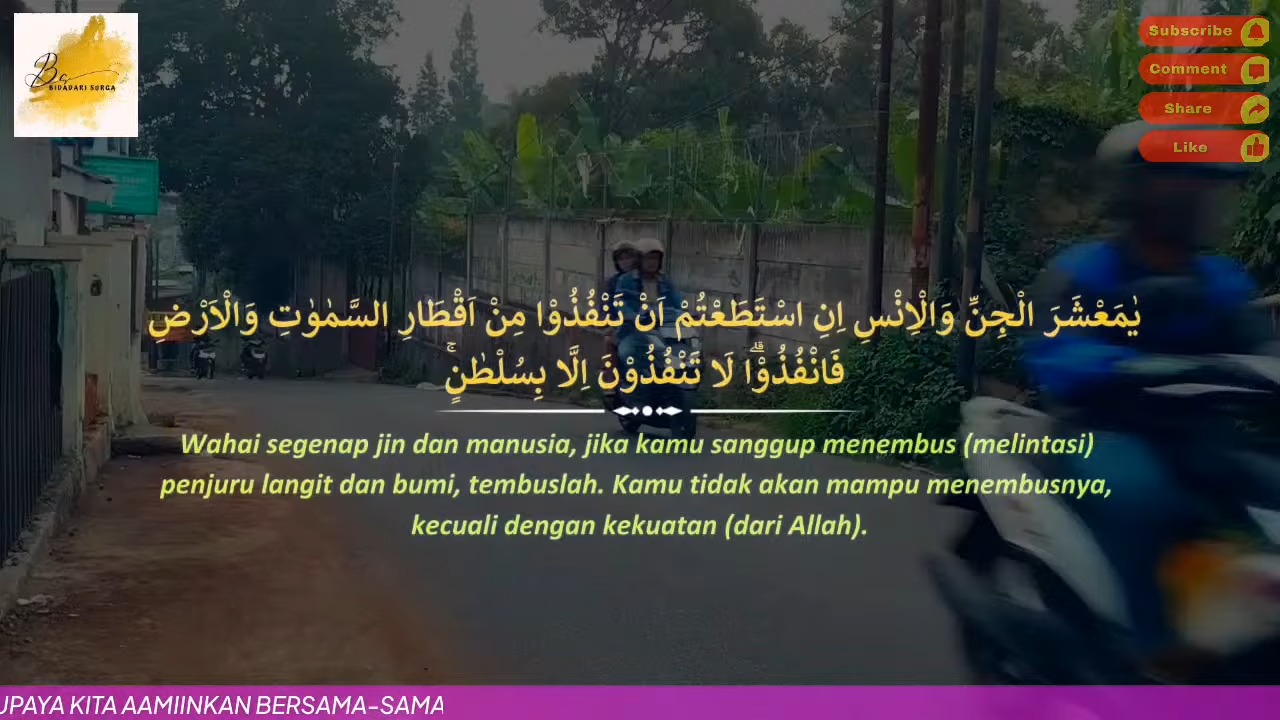 Bs
BIDADARI SURGA
Subscribe
Comment
Share
Like
يٰمَعْشَرَ الْجِنِّ وَالْاِنْسِ اِنِ اسْتَطَعْتُمْ اَنْ تَنْفُذُوْا مِنْ اَقْطَارِ السَّمٰوٰتِ وَالْاَرْضِ
فَانْفُذُوْاۗ لَا تَنْفُذُوْنَ اِلَّا بِسُلْطٰنٍۚ
Wahai segenap jin dan manusia, jika kamu sanggup menembus (melintasi)
penjuru langit dan bumi, tembuslah. Kamu tidak akan mampu menembusnya,
kecuali dengan kekuatan (dari Allah).
UPAYA KITA AAMIINKAN BERSAMA-SAMA